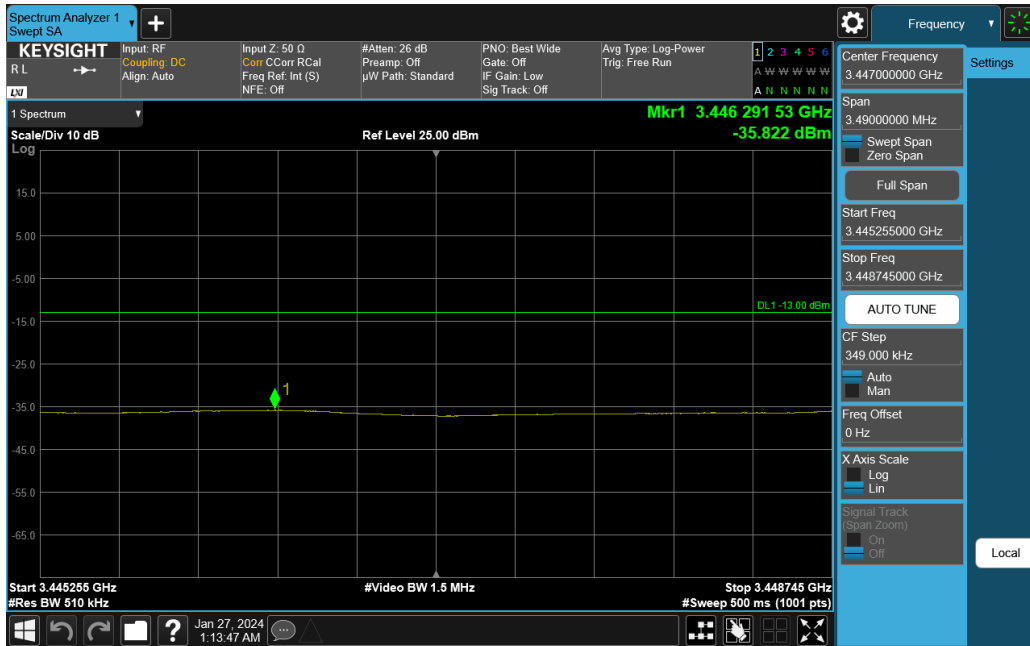 Spectrum Analyzer 1
Swept SA
Frequency
KEYSIGHT
R L
LXI
Input: RF
Coupling: DC
Align: Auto
Input Z: 50 Ω
Corr CCorr RCal
Freq Ref: Int (S)
NFE: Off
#Atten: 26 dB
Preamp: Off
µW Path: Standard
PNO: Best Wide
Gate: Off
IF Gain: Low
Sig Track: Off
Avg Type: Log-Power
Trig: Free Run
1 2 3 4 5 6
A W W W W W
A N N N N N
1 Spectrum
Mkr1 3.446 291 53 GHz
-35.822 dBm
Scale/Div 10 dB
Ref Level 25.00 dBm
Log
15.0
5.00
-5.00
DL1 -13.00 dBm
-15.0
-25.0
1
-35.0
-45.0
-55.0
-65.0
Start 3.445255 GHz
#Video BW 1.5 MHz
Stop 3.448745 GHz
#Res BW 510 kHz
#Sweep 500 ms (1001 pts)
Jan 27, 2024
1:13:47 AM
Center Frequency
3.447000000 GHz
Settings
Span
3.49000000 MHz
Swept Span
Zero Span
Full Span
Start Freq
3.445255000 GHz
Stop Freq
3.448745000 GHz
AUTO TUNE
CF Step
349.000 kHz
Auto
Man
Freq Offset
0 Hz
X Axis Scale
Log
Lin
Signal Track
(Span Zoom)
On
Off
Local